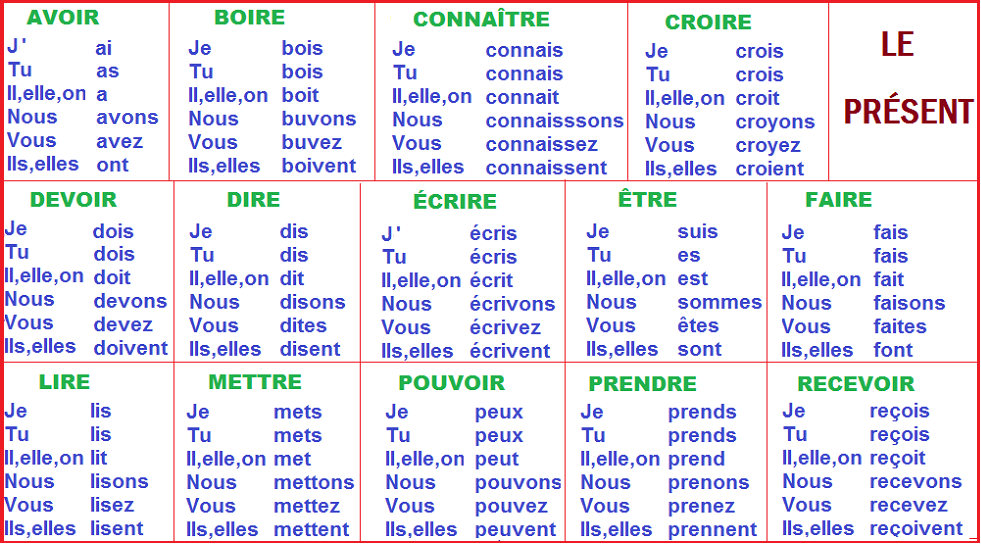 AVOIR
J' ai
Tu as
Il,elle,on a
Nous avons
Vous avez
Ils,elles ont
BOIRE
Je bois
Tu bois
Il,elle,on boit
Nous buvons
Vous buvez
Ils,elles boivent
CONNAÎTRE
Je connais
Tu connais
Il,elle,on connait
Nous connaisssons
Vous connaissez
Ils,elles connaissent
CROIRE
Je crois
Tu crois
Il,elle,on croit
Nous croyons
Vous croyez
Ils,elles croient
LE
PRÉSENT
DEVOIR
Je dois
Tu dois
Il,elle,on doit
Nous devons
Vous devez
Ils,elles doivent
DIRE
Je dis
Tu dis
Il,elle,on dit
Nous disons
Vous dites
Ils,elles disent
ÉCRIRE
J' écris
Tu écris
Il,elle,on écrit
Nous écrivons
Vous écrivez
Ils,elles écrivent
ÊTRE
Je suis
Tu es
Il,elle,on est
Nous sommes
Vous êtes
Ils,elles sont
FAIRE
Je fais
Tu fais
Il,elle,on fait
Nous faisons
Vous faites
Ils,elles font
LIRE
Je lis
Tu lis
Il,elle,on lit
Nous lisons
Vous lisez
Ils,elles lisent
METTRE
Je mets
Tu mets
Il,elle,on met
Nous mettons
Vous mettez
Ils,elles mettent
POUVOIR
Je peux
Tu peux
Il,elle,on peut
Nous pouvons
Vous pouvez
Ils,elles peuvent
PRENDRE
Je prends
Tu prends
Il,elle,on prend
Nous prenons
Vous prenez
Ils,elles prennent
RECEVOIR
Je reçois
Tu reçois
Il,elle,on reçoit
Nous recevons
Vous recevez
Ils,elles reçoivent